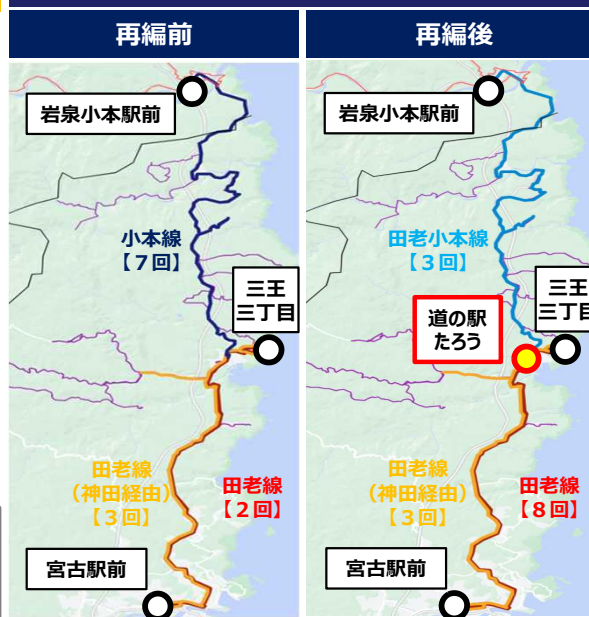 再編前
岩泉小本駅前
小本線
【７回】
三王
三丁目
田老線
（神田経由）
【３回】
田老線
【２回】
宮古駅前
再編後
岩泉小本駅前
田老小本線
【３回】
三王
三丁目
道の駅
たろう
田老線
（神田経由）
【３回】
田老線
【８回】
宮古駅前